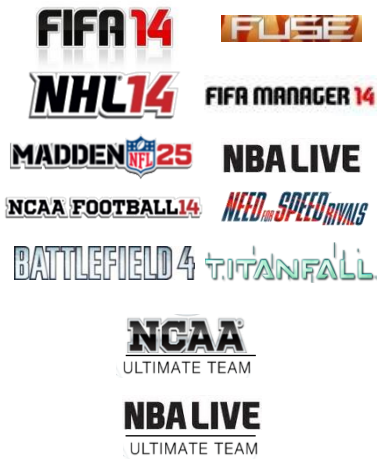 FIFA 14
FUSE
NHL 14
FIFA MANAGER 14
MADDEN NFL 25
NBA LIVE
NCAA FOOTBALL 14
NEED FOR SPEED RIVALS
BATTLEFIELD 4
TITANFALL
NCAA
ULTIMATE TEAM
NBA LIVE
ULTIMATE TEAM